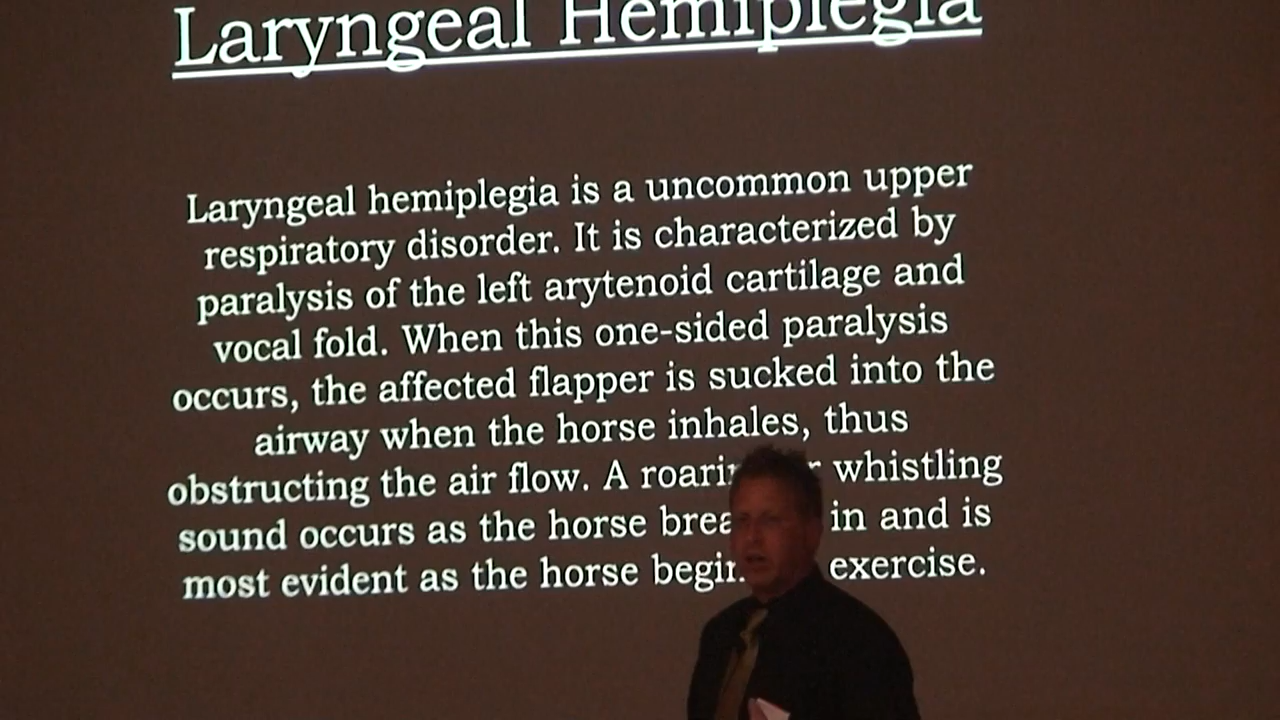 Laryngeal Hemiplegia
Laryngeal hemiplegia is a uncommon upper
respiratory disorder. It is characterized by
paralysis of the left arytenoid cartilage and
vocal fold. When this one-sided paralysis
occurs, the affected flapper is sucked into the
airway when the horse inhales, thus
obstructing the air flow. A whistling
sound occurs as the horse in and is
most evident as the horse exercise.